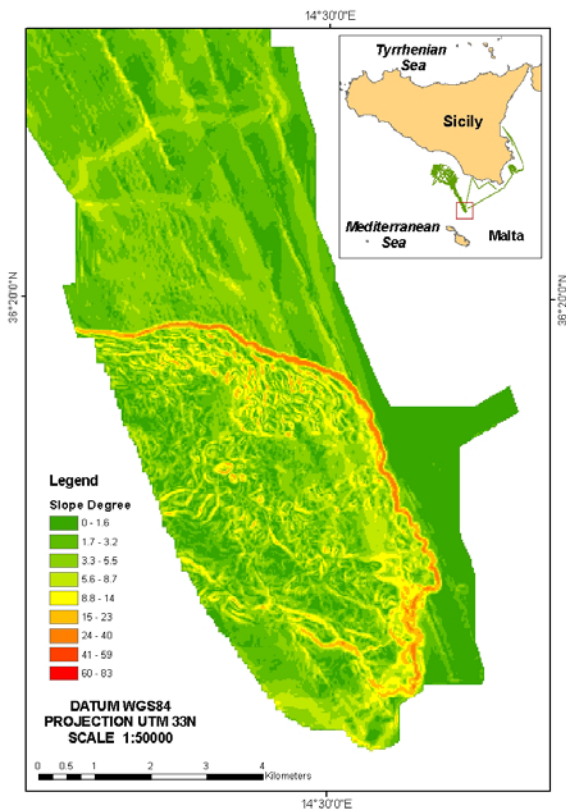 14°30'0"E
Tyrrhenian
Sea
Sicily
Mediterranean
Sea
Malta
36°20'0"N
36°20'0"N
Legend
Slope Degree
0 - 1.6
1.7 - 3.2
3.3 - 5.5
5.6 - 8.7
8.8 - 14
15 - 23
24 - 40
41 - 59
60 - 83
DATUM WGS84
PROJECTION UTM 33N
SCALE 1:50000
0 0.5 1 2 3 4
Kilometers
14°30'0"E